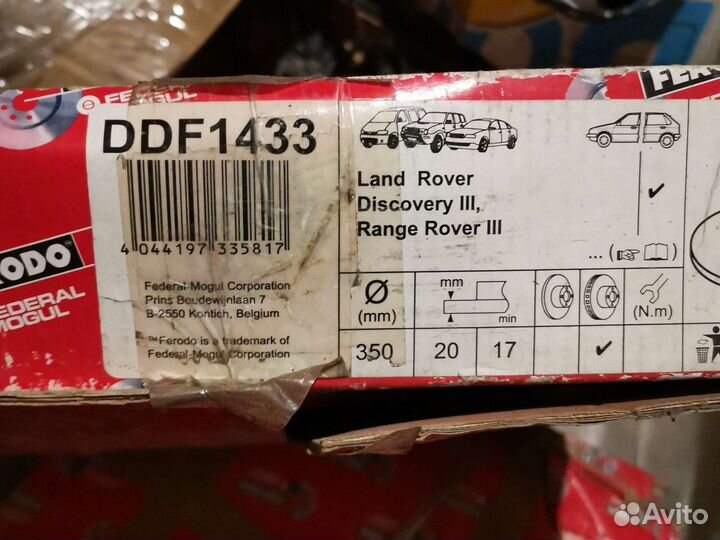 FEDERAL
MOGUL
FERODO
DDF1433
4 044197 335817
Federal-Mogul Corporation
Prins Boudewijnlaan 7
B-2550 Kontich, Belgium
™Ferodo is a trademark of
Federal-Mogul Corporation
RODO
FEDERAL
MOGUL
Land Rover
Discovery III,
Range Rover III
✓
...(
)
Ø
(mm)
mm
min
(N.m)
350
20
17
✓
Avito